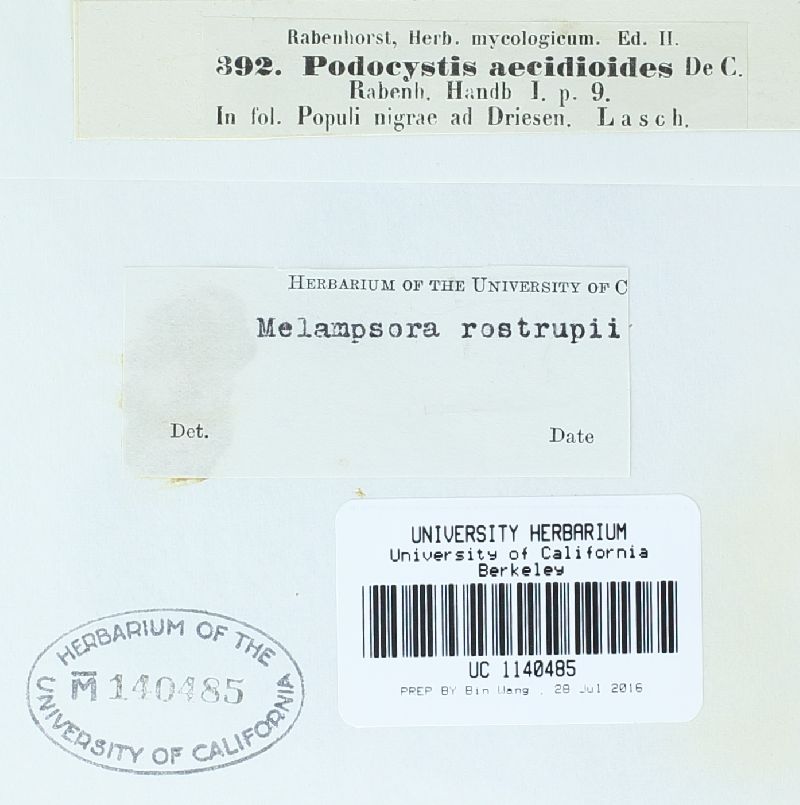 Rabenhorst, Herb. mycologicum. Ed. II.
392. Podocystis aecidioides De C.
Rabenh. Handb I. p. 9.
In fol. Populi nigrae ad Driesen. Lasch.
HERBARIUM OF THE UNIVERSITY OF C
Melampsora rostrupii
Det.
Date
UNIVERSITY HERBARIUM
University of California
Berkeley
UC 1140485
PREP BY Bin Wang , 28 Jul 2016
HERBARIUM OF THE
M 140485
UNIVERSITY OF CALIFORNIA